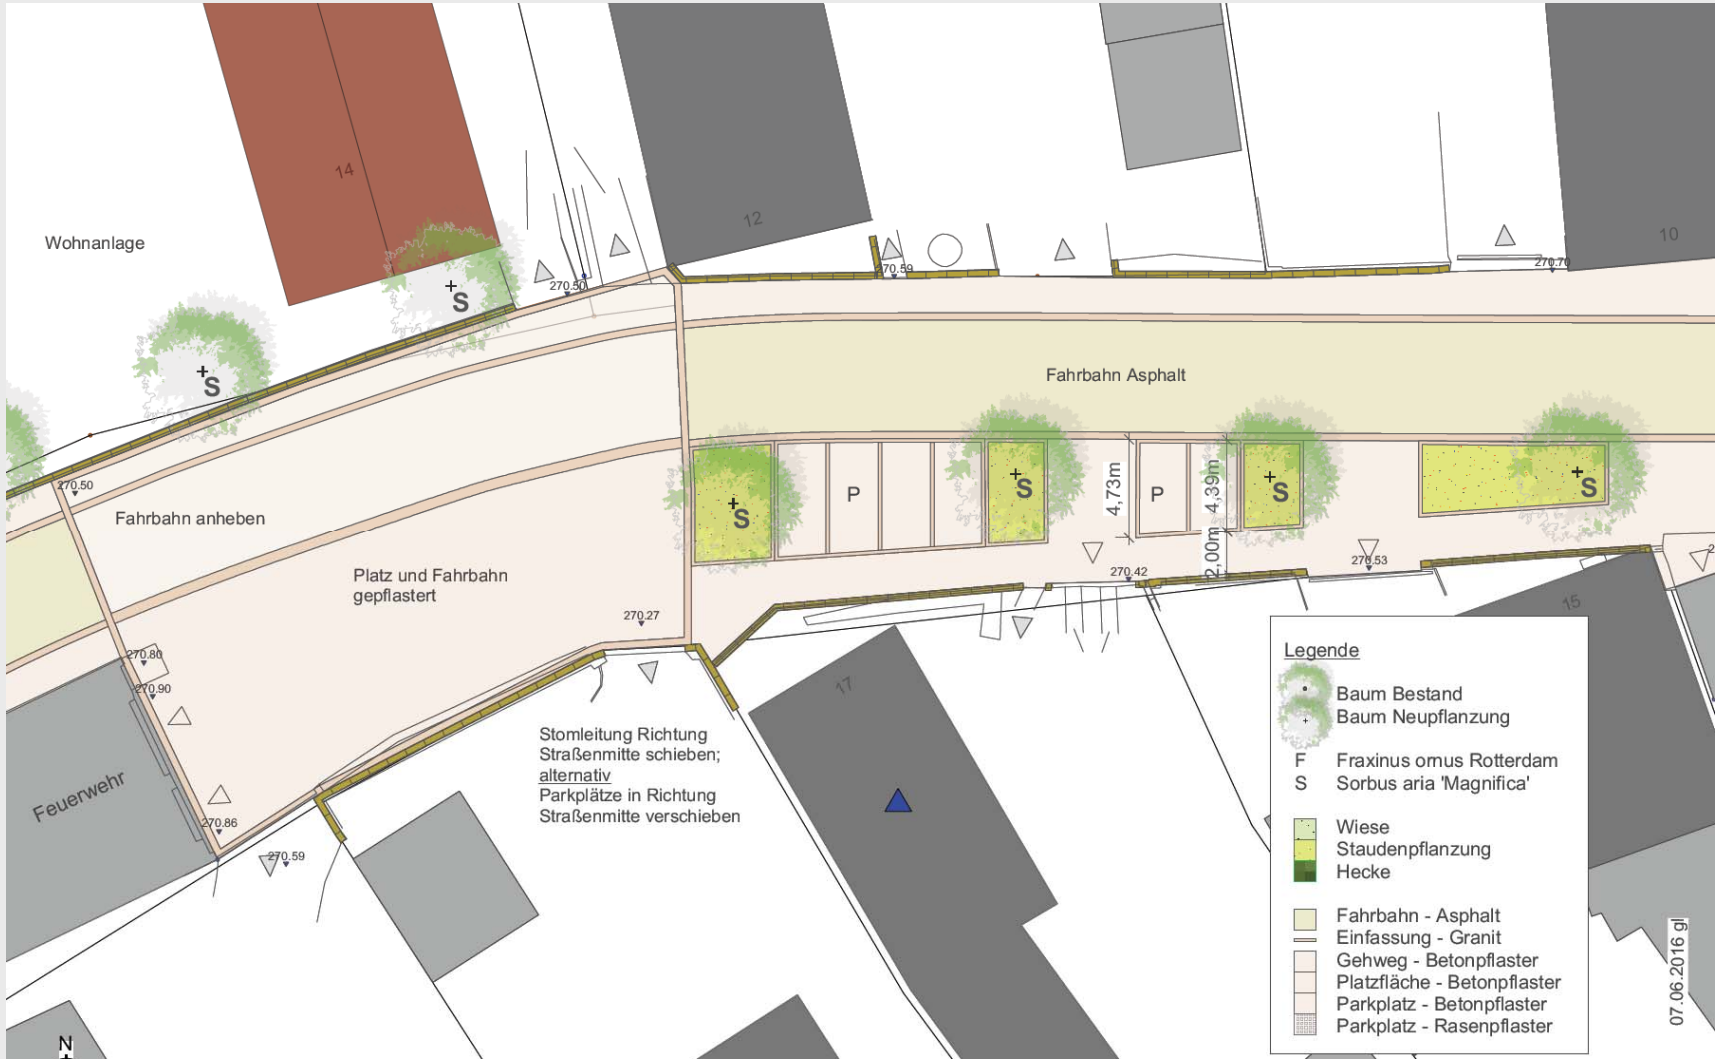 14
12
10
Wohnanlage
270.50
270.59
270.70
S
S
Fahrbahn Asphalt
270.50
Fahrbahn anheben
S
P
S
4,73m
P
4,39m
S
S
2,00m
270.42
270.53
Platz und Fahrbahn
gepflastert
270.27
270.80
270.90
15
17
Feuerwehr
270.86
270.59
Stomleitung Richtung
Straßenmitte schieben;
alternativ
Parkplätze in Richtung
Straßenmitte verschieben
Legende
Baum Bestand
Baum Neupflanzung
F Fraxinus ornus Rotterdam
S Sorbus aria 'Magnifica'
Wiese
Staudenpflanzung
Hecke
Fahrbahn - Asphalt
Einfassung - Granit
Gehweg - Betonpflaster
Platzfläche - Betonpflaster
Parkplatz - Betonpflaster
Parkplatz - Rasenpflaster
07.06.2016 gl
N